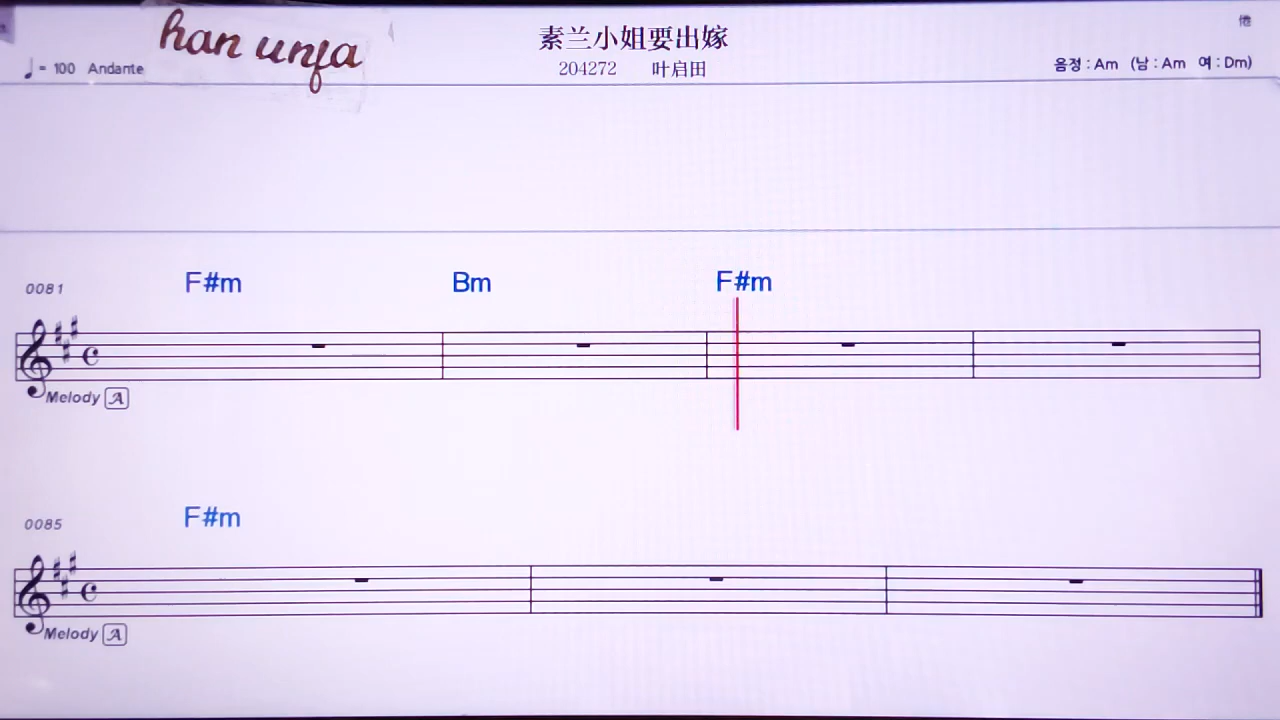 han unfa
素兰小姐要出嫁
♩= 100 Andante
204272 叶启田
음정 : Am (남 : Am 여 : Dm)
0081
F#m Bm F#m
Melody A
0085
F#m
Melody A